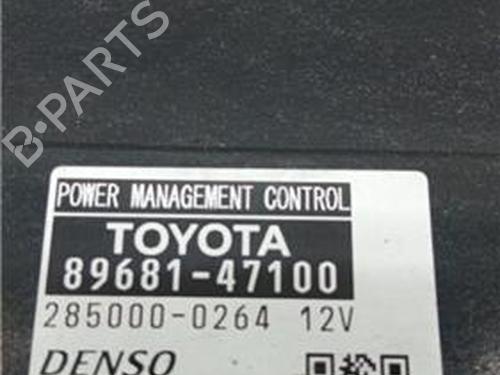 B-PARTS
POWER MANAGEMENT CONTROL
TOYOTA
89681-47100
285000-0264 12V
DENSO